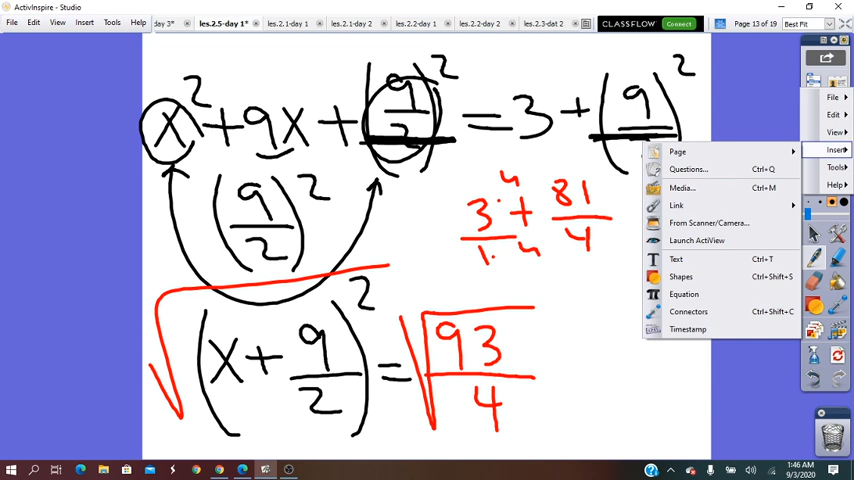 ActivInspire - Studio
File Edit View Insert Tools Help day 3* les.2.5-day 1* les.2.1-day 1 les.2.1-day 2 les.2.2-day 1 les.2.2-day 2 les.2.3-dat 2 CLASSFLOW Connect Page 13 of 19 Best Fit
x² + 9x + (9/2)² = 3 + (9/
(9/2)²
3·4/1·4 + 81/4
√(x + 9/2)² = √93/4
File
Edit
View
Insert
Tools
Help
Page
Questions... Ctrl+Q
Media... Ctrl+M
Link
From Scanner/Camera...
Launch ActiView
Text Ctrl+T
Shapes Ctrl+Shift+S
Equation
Connectors Ctrl+Shift+C
Timestamp
1:46 AM
9/3/2020